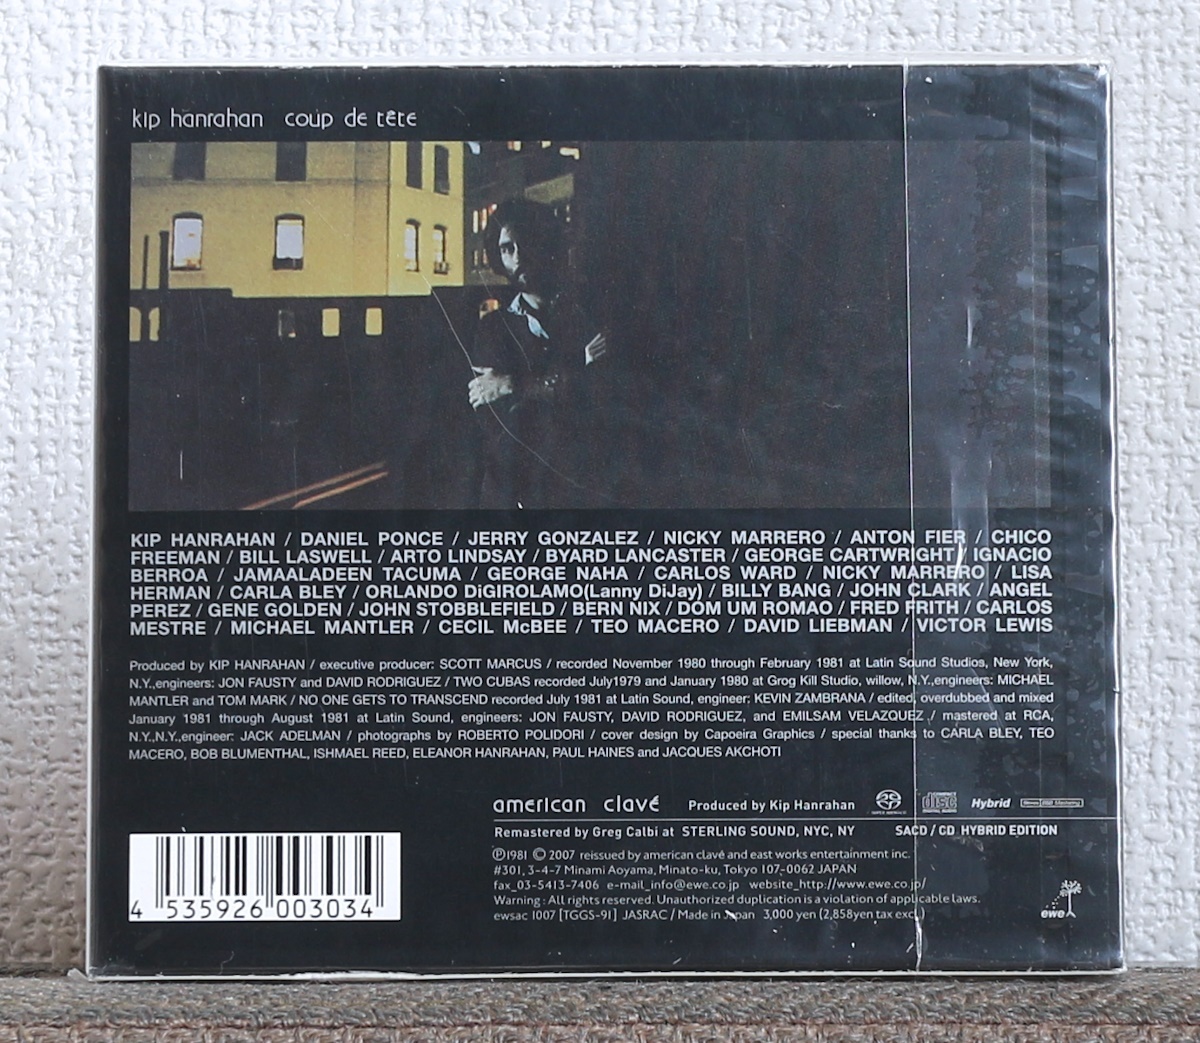 kip hanrahan coup de tête
KIP HANRAHAN / DANIEL PONCE / JERRY GONZALEZ / NICKY MARRERO / ANTON FIER / CHICO
FREEMAN / BILL LASWELL / ARTO LINDSAY / BYARD LANCASTER / GEORGE CARTWRIGHT / IGNACIO
BERROA / JAMAALADEEN TACUMA / GEORGE NAHA / CARLOS WARD / NICKY MARRERO / LISA
HERMAN / CARLA BLEY / ORLANDO DiGIROLAMO(Lanny DiJay) / BILLY BANG / JOHN CLARK / ANGEL
PEREZ / GENE GOLDEN / JOHN STOBBLEFIELD / BERN NIX / DOM UM ROMAO / FRED FRITH / CARLOS
MESTRE / MICHAEL MANTLER / CECIL McBEE / TEO MACERO / DAVID LIEBMAN / VICTOR LEWIS
Produced by KIP HANRAHAN / executive producer: SCOTT MARCUS / recorded November 1980 through February 1981 at Latin Sound Studios, New York,
N.Y.,engineers: JON FAUSTY and DAVID RODRIGUEZ / TWO CUBAS recorded July1979 and January 1980 at Grog Kill Studio, willow, N.Y.,engineers: MICHAEL
MANTLER and TOM MARK / NO ONE GETS TO TRANSCEND recorded July 1981 at Latin Sound, engineer: KEVIN ZAMBRANA / edited, overdubbed and mixed
January 1981 through August 1981 at Latin Sound, engineers: JON FAUSTY, DAVID RODRIGUEZ, and EMILSAM VELAZQUEZ / mastered at RCA,
N.Y.,N.Y.,engineer: JACK ADELMAN / photographs by ROBERTO POLIDORI / cover design by Capoeira Graphics / special thanks to CARLA BLEY, TEO
MACERO, BOB BLUMENTHAL, ISHMAEL REED, ELEANOR HANRAHAN, PAUL HAINES and JACQUES AKCHOTI
american clavé Produced by Kip Hanrahan SUPER AUDIO CD COMPACT disc DIGITAL AUDIO Hybrid
Remastered by Greg Calbi at STERLING SOUND, NYC, NY SACD / CD HYBRID EDITION
℗1981 © 2007 reissued by american clavé and east works entertainment inc.
#301, 3-4-7 Minami Aoyama, Minato-ku, Tokyo 107-0062 JAPAN
fax_03-5413-7406 e-mail_info@ewe.co.jp website_http://www.ewe.co.jp/
Warning : All rights reserved. Unauthorized duplication is a violation of applicable laws.
ewsac 1007 [TGGS-91] JASRAC / Made in Japan 3,000 yen (2,858yen tax excl.)
ewe
4 535926 003034